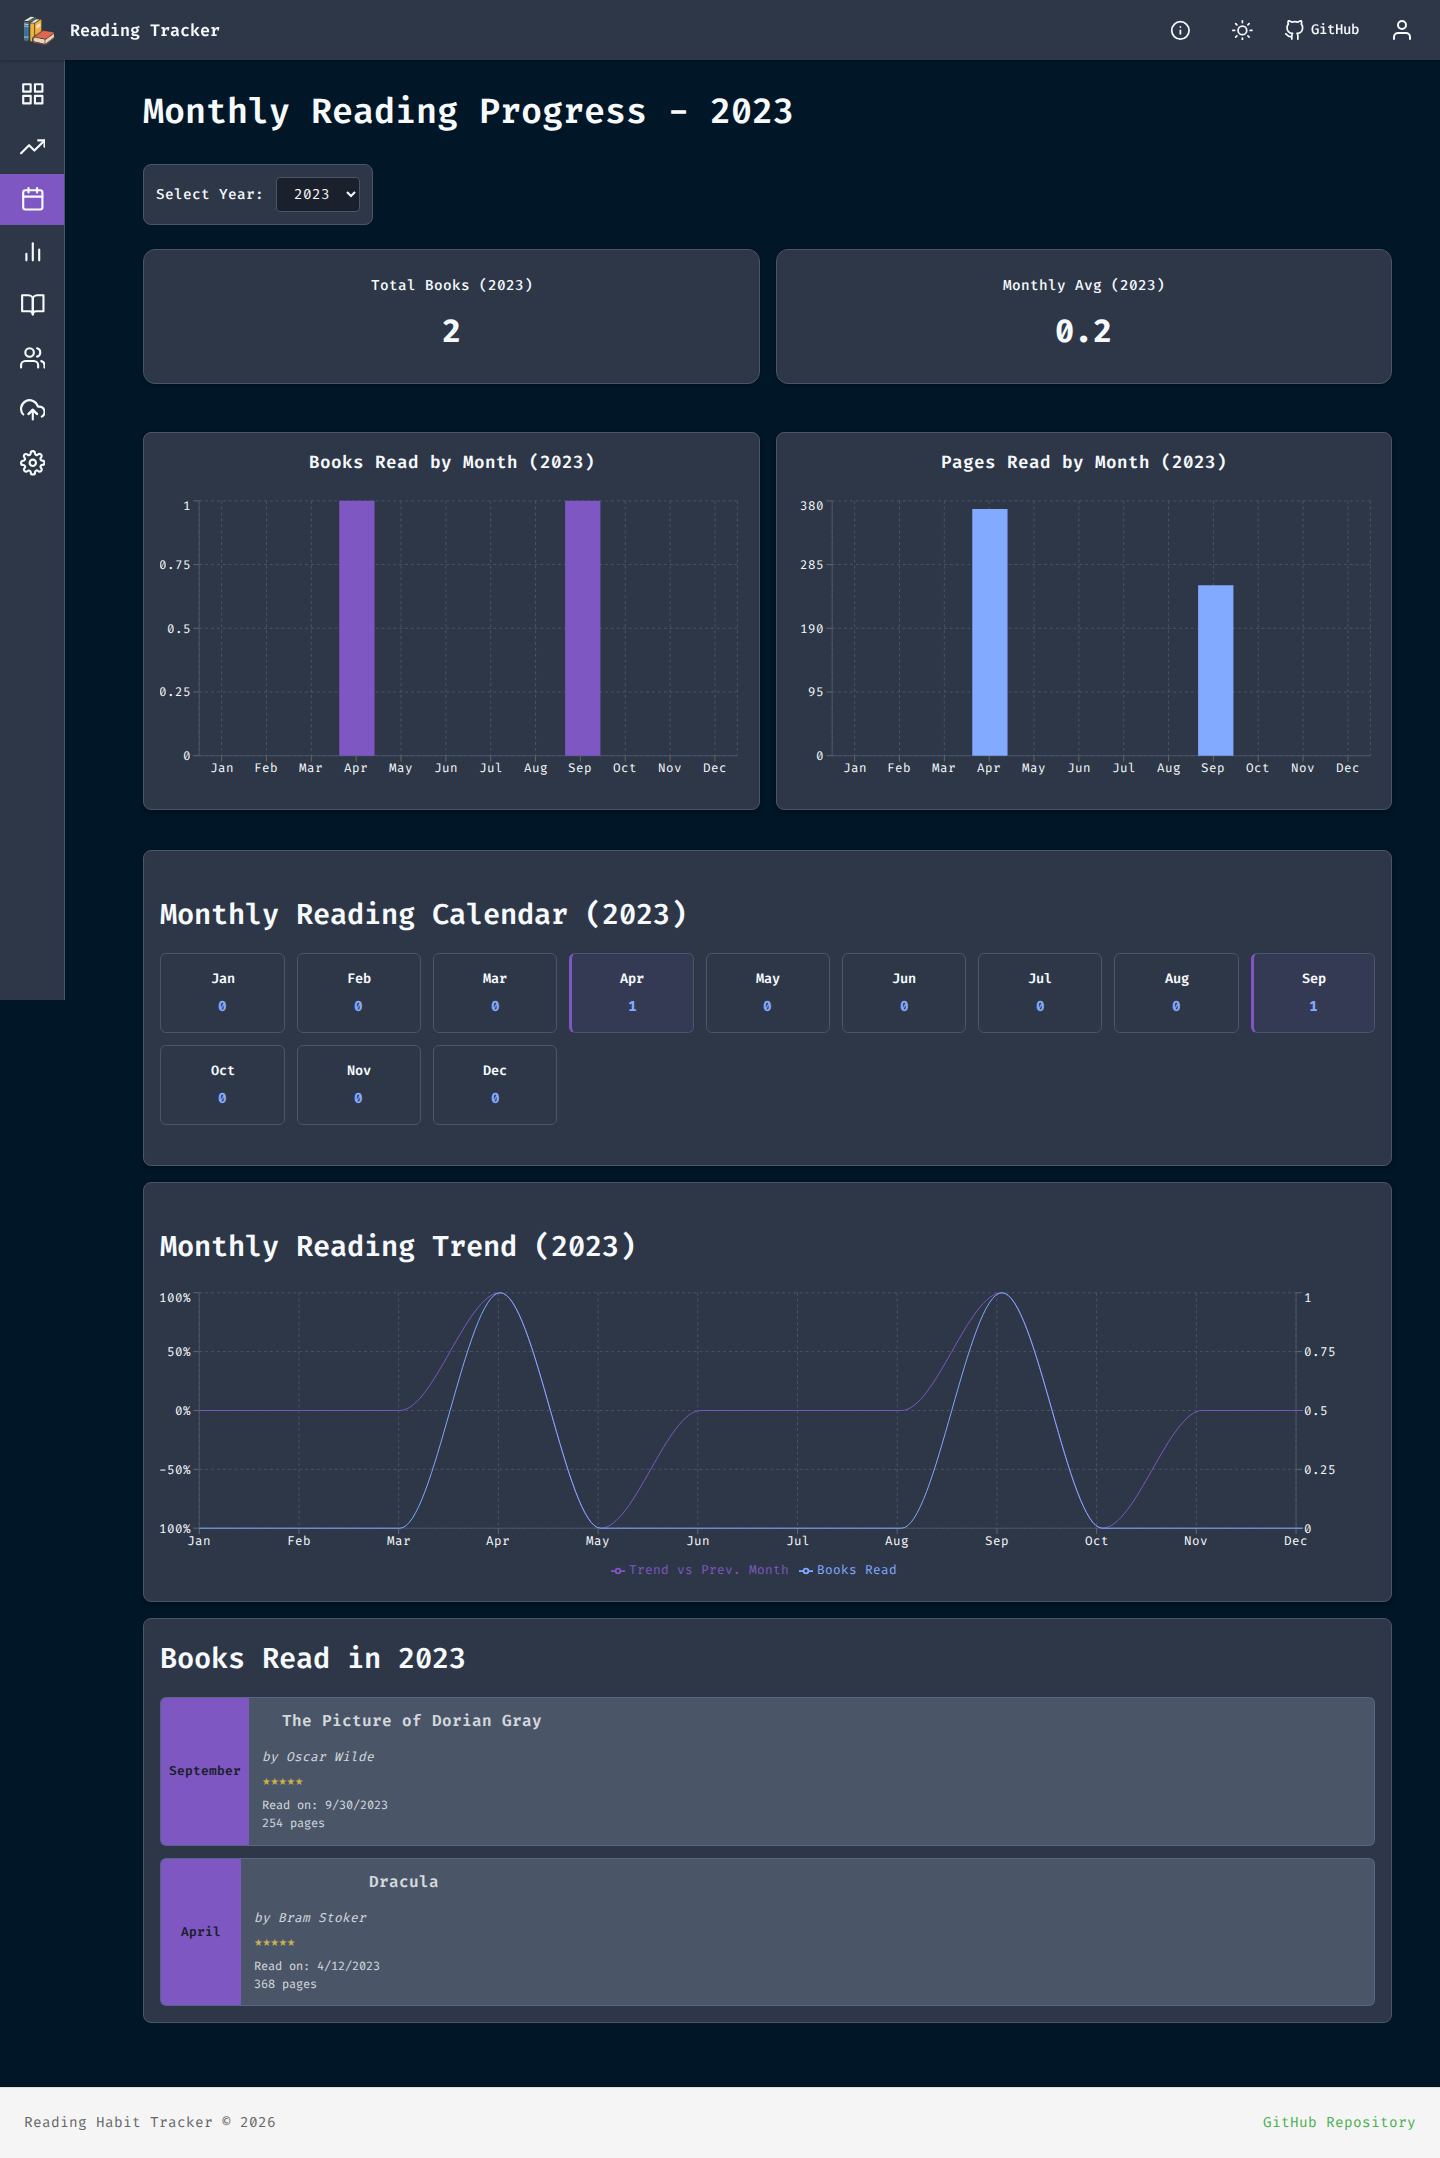 Reading Tracker
GitHub
Monthly Reading Progress - 2023
Select Year: 2023
Total Books (2023)
2
Monthly Avg (2023)
0.2
Books Read by Month (2023)
1
0.75
0.5
0.25
0
Jan Feb Mar Apr May Jun Jul Aug Sep Oct Nov Dec
Pages Read by Month (2023)
380
285
190
95
0
Jan Feb Mar Apr May Jun Jul Aug Sep Oct Nov Dec
Monthly Reading Calendar (2023)
Jan Feb Mar Apr May Jun Jul Aug Sep
0 0 0 1 0 0 0 0 1
Oct Nov Dec
0 0 0
Monthly Reading Trend (2023)
100% 1
50% 0.75
0% 0.5
-50% 0.25
100% 0
Jan Feb Mar Apr May Jun Jul Aug Sep Oct Nov Dec
Trend vs Prev. Month Books Read
Books Read in 2023
September
The Picture of Dorian Gray
by Oscar Wilde
★★★★★
Read on: 9/30/2023
254 pages
April
Dracula
by Bram Stoker
★★★★★
Read on: 4/12/2023
368 pages
Reading Habit Tracker © 2026
GitHub Repository